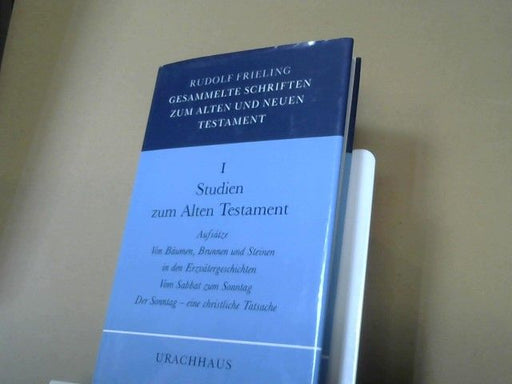 RUDOLF FRIELING
GESAMMELTE SCHRIFTEN
ZUM ALTEN UND NEUEN
TESTAMENT
I
Studien
zum Alten Testament
Aufsätze
Von Bäumen, Brunnen und Steinen
in den Erzvätergeschichten
Vom Sabbat zum Sonntag
Der Sonntag – eine christliche Tatsache
URACHHAUS